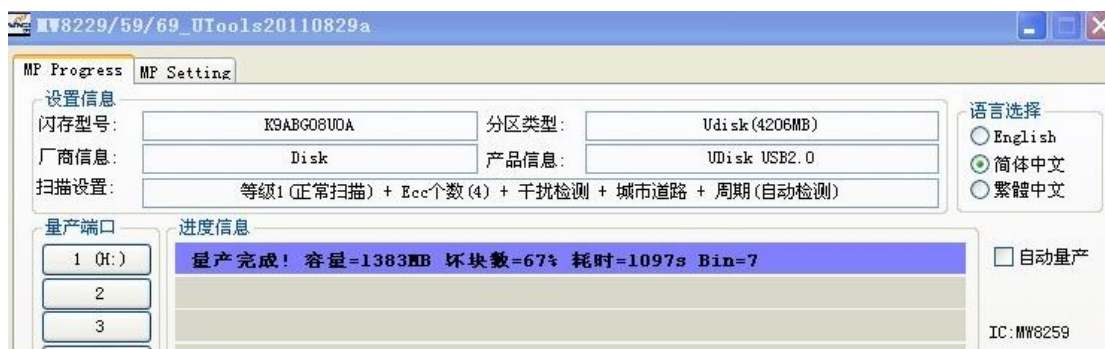 MW8229/59/69_UTools20110829a
MP Progress MP Setting
设置信息
闪存型号: K9ABG08U0A 分区类型: Udisk(4206MB)
厂商信息: Disk 产品信息: UDisk USB2.0
扫描设置: 等级1(正常扫描) + Ecc个数(4) + 干扰检测 + 城市道路 + 周期(自动检测)
语言选择
English
简体中文
繁體中文
量产端口 进度信息
1 (H:) 量产完成! 容量=1383MB 坏块数=67% 耗时=1097s Bin=7
自动量产
2
3
IC:MW8259